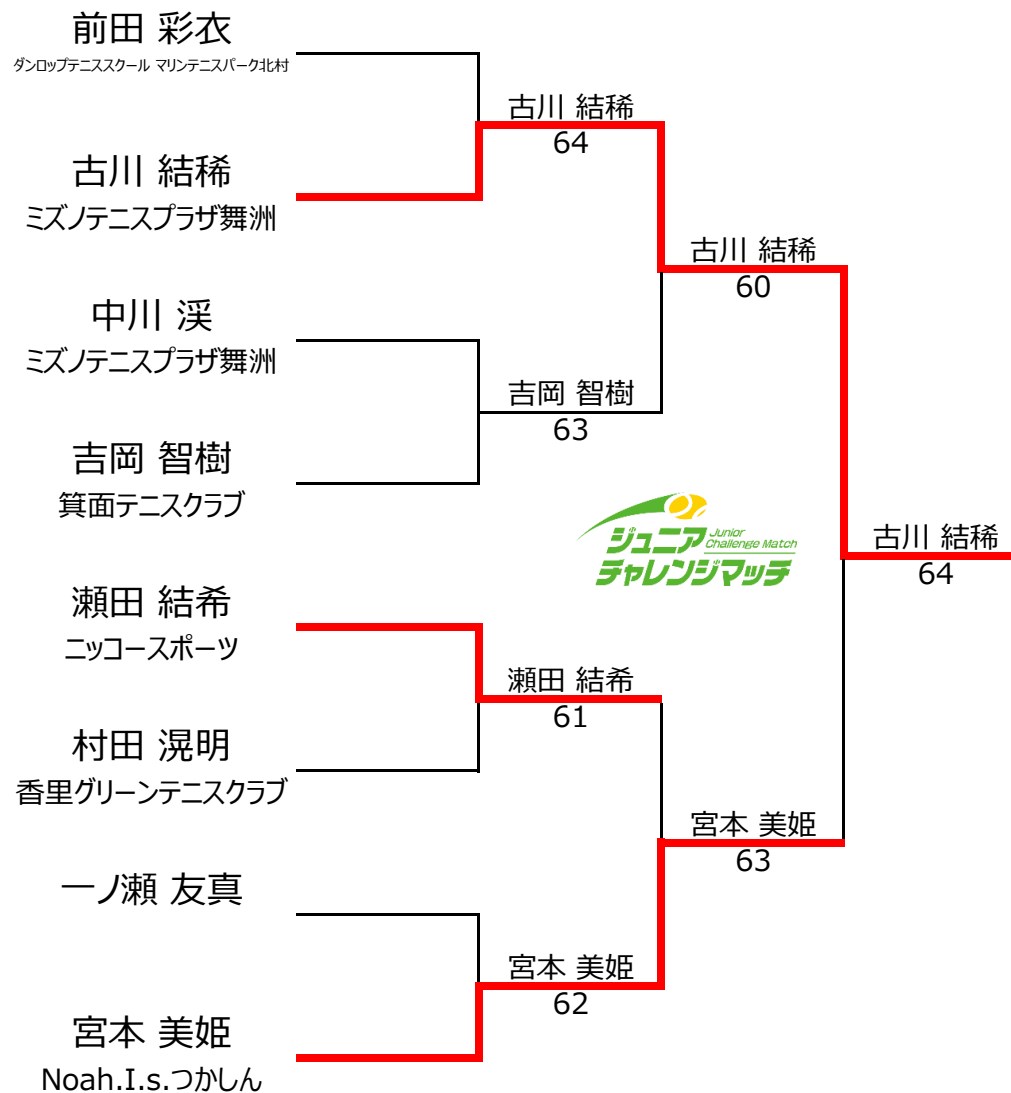 前田 彩衣
ダンロップテニススクール マリンテニスパーク北村
古川 結稀
64
古川 結稀
ミズノテニスプラザ舞洲
古川 結稀
60
中川 渓
ミズノテニスプラザ舞洲
吉岡 智樹
63
吉岡 智樹
箕面テニスクラブ
ジュニア
Junior
Challenge Match
チャレンジマッチ
古川 結稀
64
瀬田 結希
ニッコースポーツ
瀬田 結希
61
村田 滉明
香里グリーンテニスクラブ
宮本 美姫
63
一ノ瀬 友真
宮本 美姫
62
宮本 美姫
Noah.I.s.つかしん